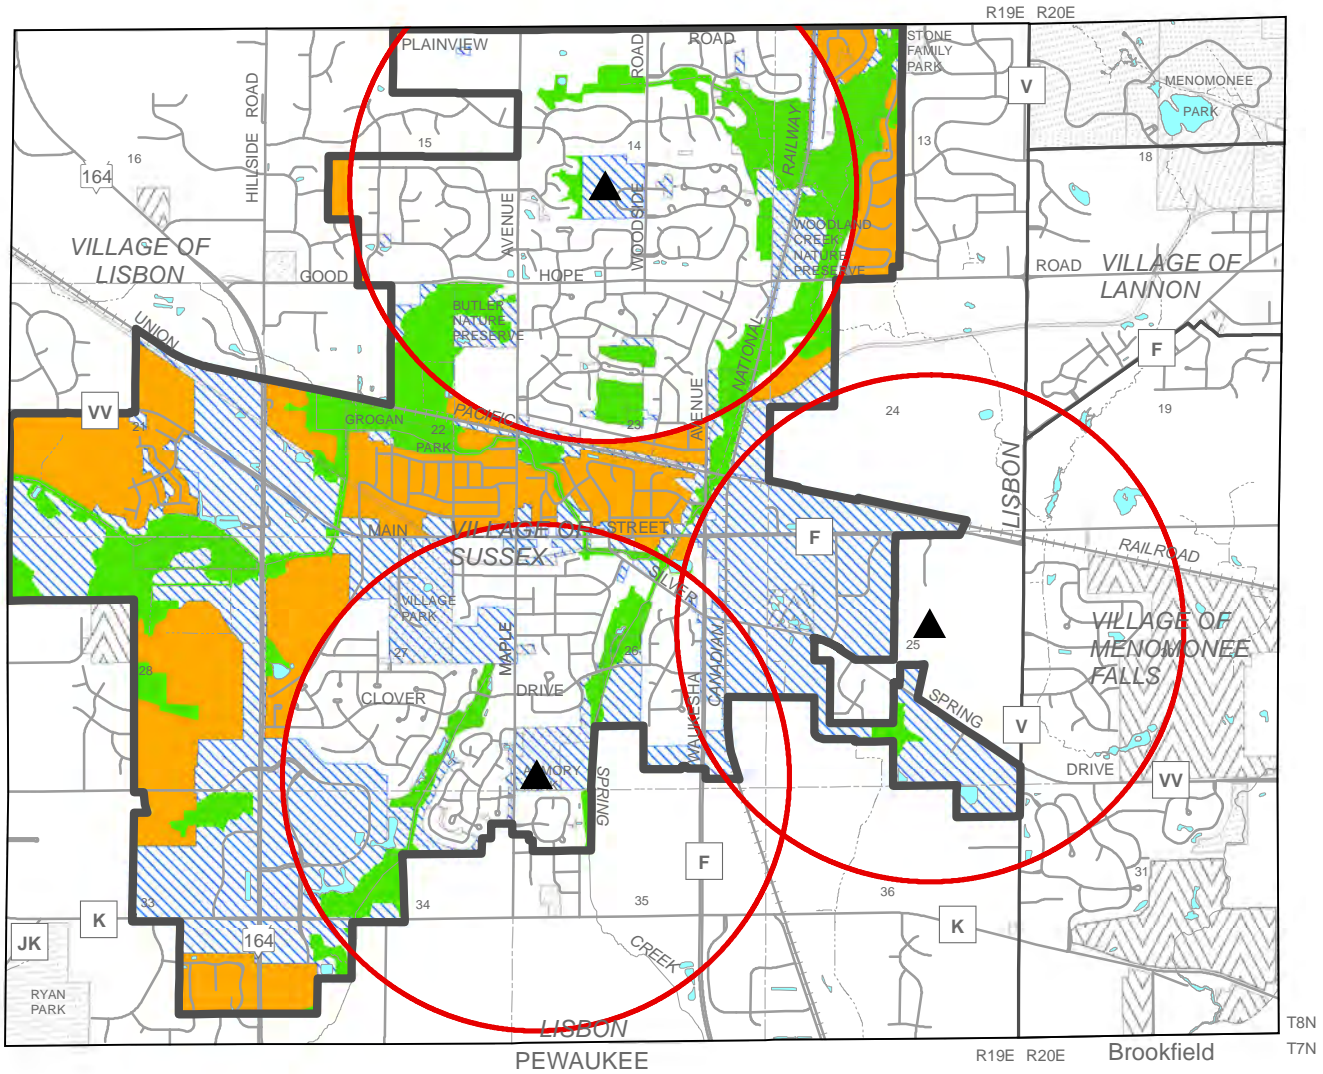 R19E R20E
PLAINVIEW
ROAD
ROAD
STONE
FAMILY
PARK
V
MENOMONEE
PARK
HILLSIDE ROAD
RAILWAY
16
15
14
13
18
164
AVENUE
WOODSIDE
WOODLAND
CREEK
NATURE
PRESERVE
VILLAGE OF
LISBON
GOOD
HOPE
ROAD
VILLAGE OF
LANNON
BUTLER
NATURE
PRESERVE
UNION
NATIONAL
F
AVENUE
VV
GROGAN
PARK
PACIFIC
21
22
23
24
19
LISBON
MAIN
VILLAGE OF
SUSSEX
STREET
F
RAILROAD
SILVER
VILLAGE
PARK
VILLAGE OF
MENOMONEE
FALLS
MAPLE
28
27
26
25
30
CLOVER
DRIVE
CANADIAN
WAUKESHA
SPRING
V
ARMORY
SPRING
DRIVE
VV
F
33
34
35
36
31
K
K
JK
164
CREEK
RYAN
PARK
LISBON
PEWAUKEE
R19E R20E
Brookfield
T8N
T7N